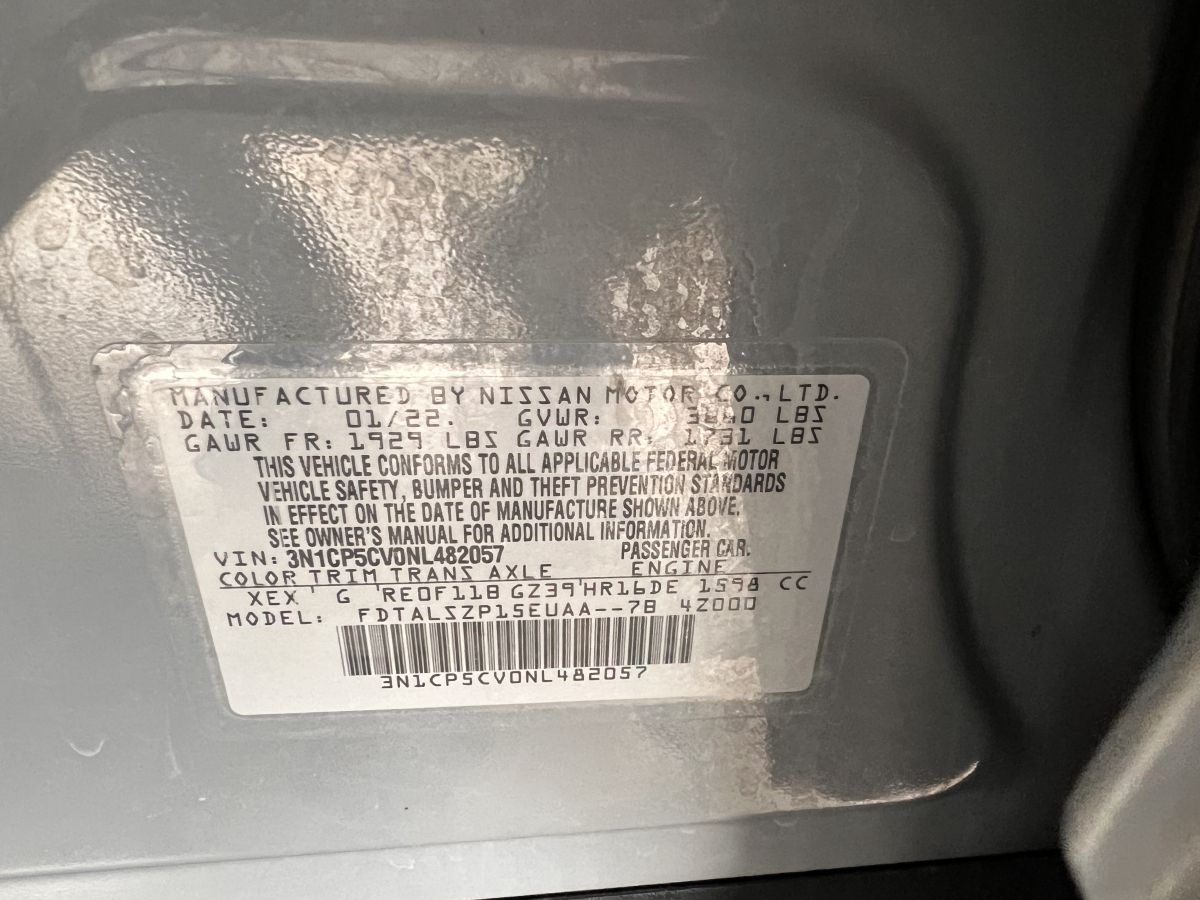 MANUFACTURED BY NISSAN MOTOR CO., LTD.
DATE: 01/22. GVWR: LBS
GAWR FR: 1929 LBS GAWR RR: 1731 LBS
THIS VEHICLE CONFORMS TO ALL APPLICABLE FEDERAL MOTOR
VEHICLE SAFETY, BUMPER AND THEFT PREVENTION STANDARDS
IN EFFECT ON THE DATE OF MANUFACTURE SHOWN ABOVE.
SEE OWNER'S MANUAL FOR ADDITIONAL INFORMATION.
VIN: 3N1CP5CV0NL482057 PASSENGER CAR.
COLOR TRIM TRANS AXLE ENGINE
XEX ' G 'RE0F11B GZ39'HR16DE 1598 CC
MODEL: FDTALSZP15EUAA--7B 4Z000
3N1CP5CV0NL482057